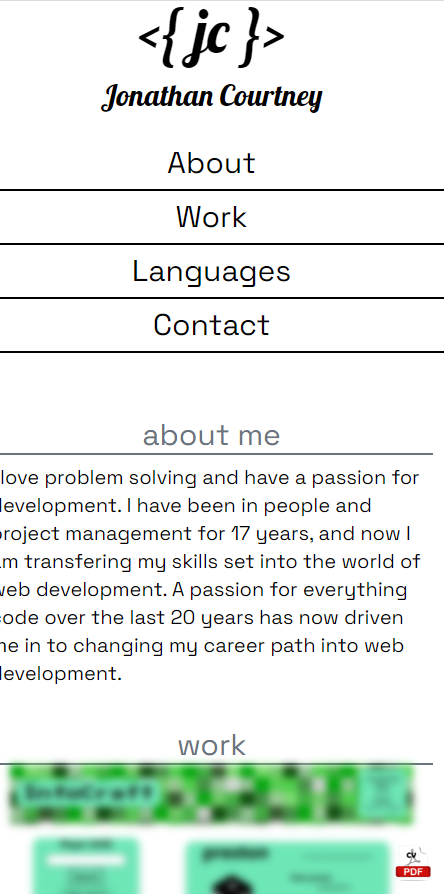 <{ jc }>
Jonathan Courtney
About
Work
Languages
Contact
about me
love problem solving and have a passion for
development. I have been in people and
project management for 17 years, and now I
am transfering my skills set into the world of
web development. A passion for everything
code over the last 20 years has now driven
me in to changing my career path into web
development.
work
InfoCraft
CV
PDF